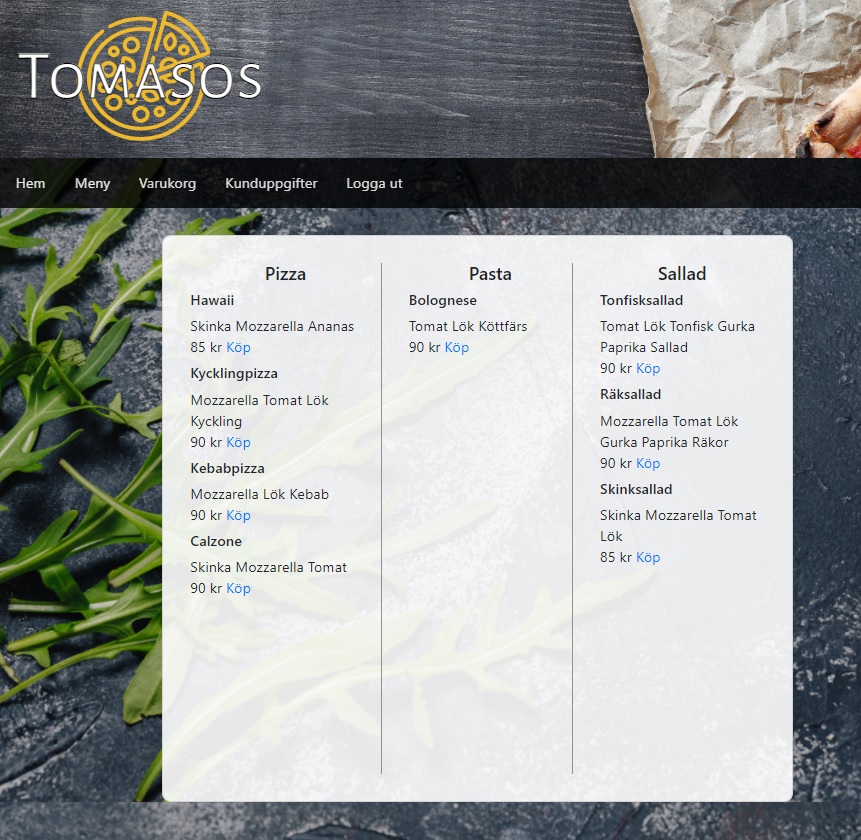 TOMASOS
Hem Meny Varukorg Kunduppgifter Logga ut
Pizza
Hawaii
Skinka Mozzarella Ananas
85 kr Köp
Kycklingpizza
Mozzarella Tomat Lök
Kyckling
90 kr Köp
Kebabpizza
Mozzarella Lök Kebab
90 kr Köp
Calzone
Skinka Mozzarella Tomat
90 kr Köp
Pasta
Bolognese
Tomat Lök Köttfärs
90 kr Köp
Sallad
Tonfisksallad
Tomat Lök Tonfisk Gurka
Paprika Sallad
90 kr Köp
Räksallad
Mozzarella Tomat Lök
Gurka Paprika Räkor
90 kr Köp
Skinksallad
Skinka Mozzarella Tomat
Lök
85 kr Köp